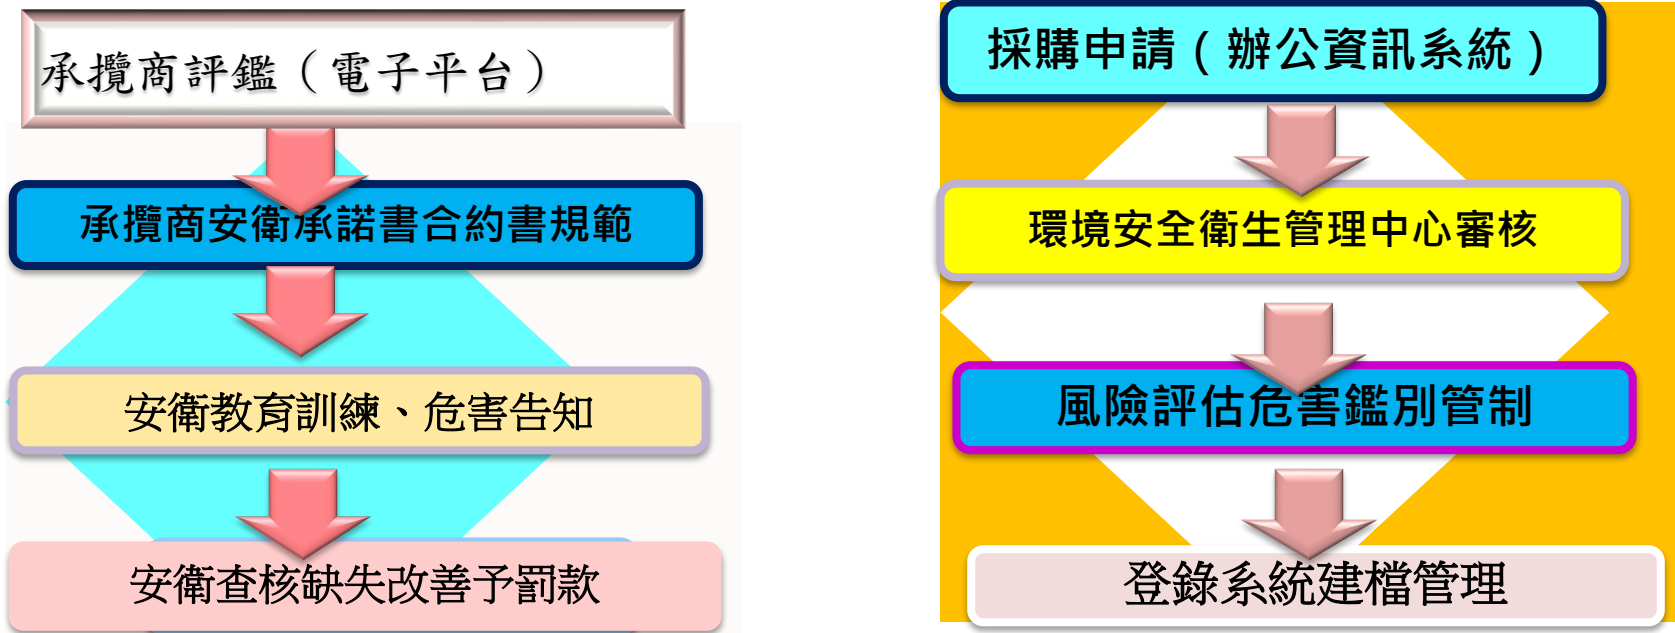 承攬商評鑑（電子平台）
承攬商安衛承諾書合約書規範
安衛教育訓練、危害告知
安衛查核缺失改善予罰款
採購申請（辦公資訊系統）
環境安全衛生管理中心審核
風險評估危害鑑別管制
登錄系統建檔管理